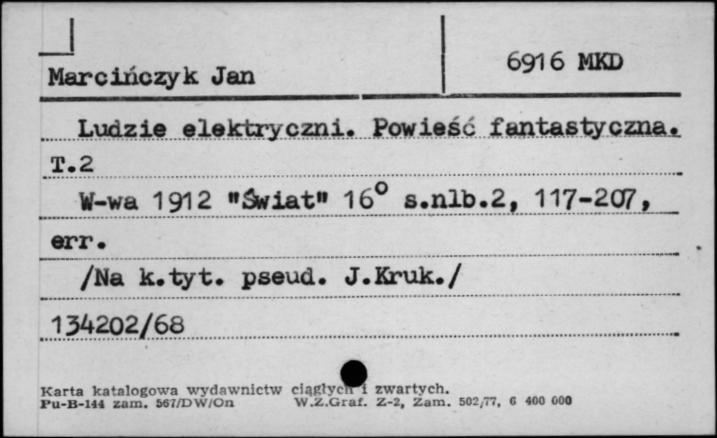 Marcińczyk Jan 6916 MKD
Ludzie elektryczni. Powieść fantastyczna.
T.2
W-wa 1912 "Świat" 16° s.nlb.2, 117-207,
err.
/Na k.tyt. pseud. J.Kruk./
134202/68
Karta katalogowa wydawnictw ciągłych i zwartych.
Pu-B-144 zam. 567/DW/On W.Z.Graf. Z-2, Zam. 502/77, 6 400 000